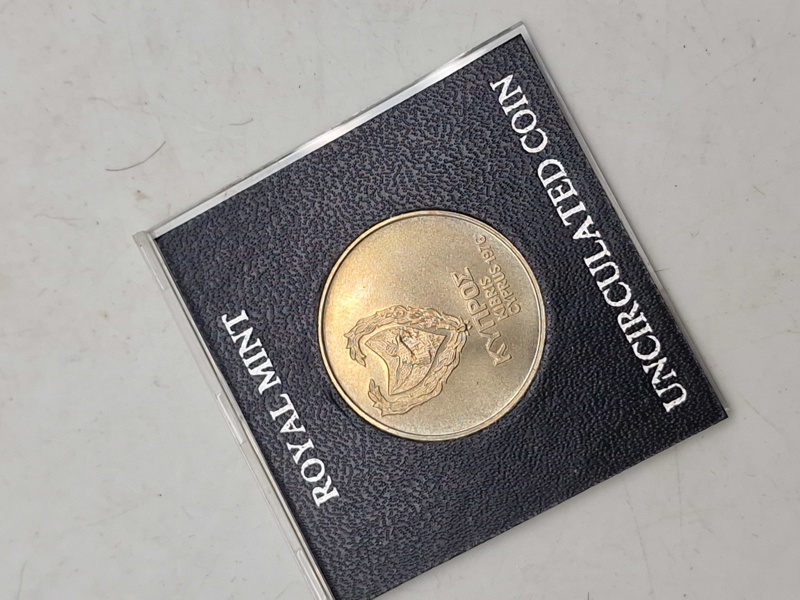 ROYAL MINT
ΚΥΠΡΟΣ
KIBRIS
CYPRUS 1976
UNCIRCULATED COIN